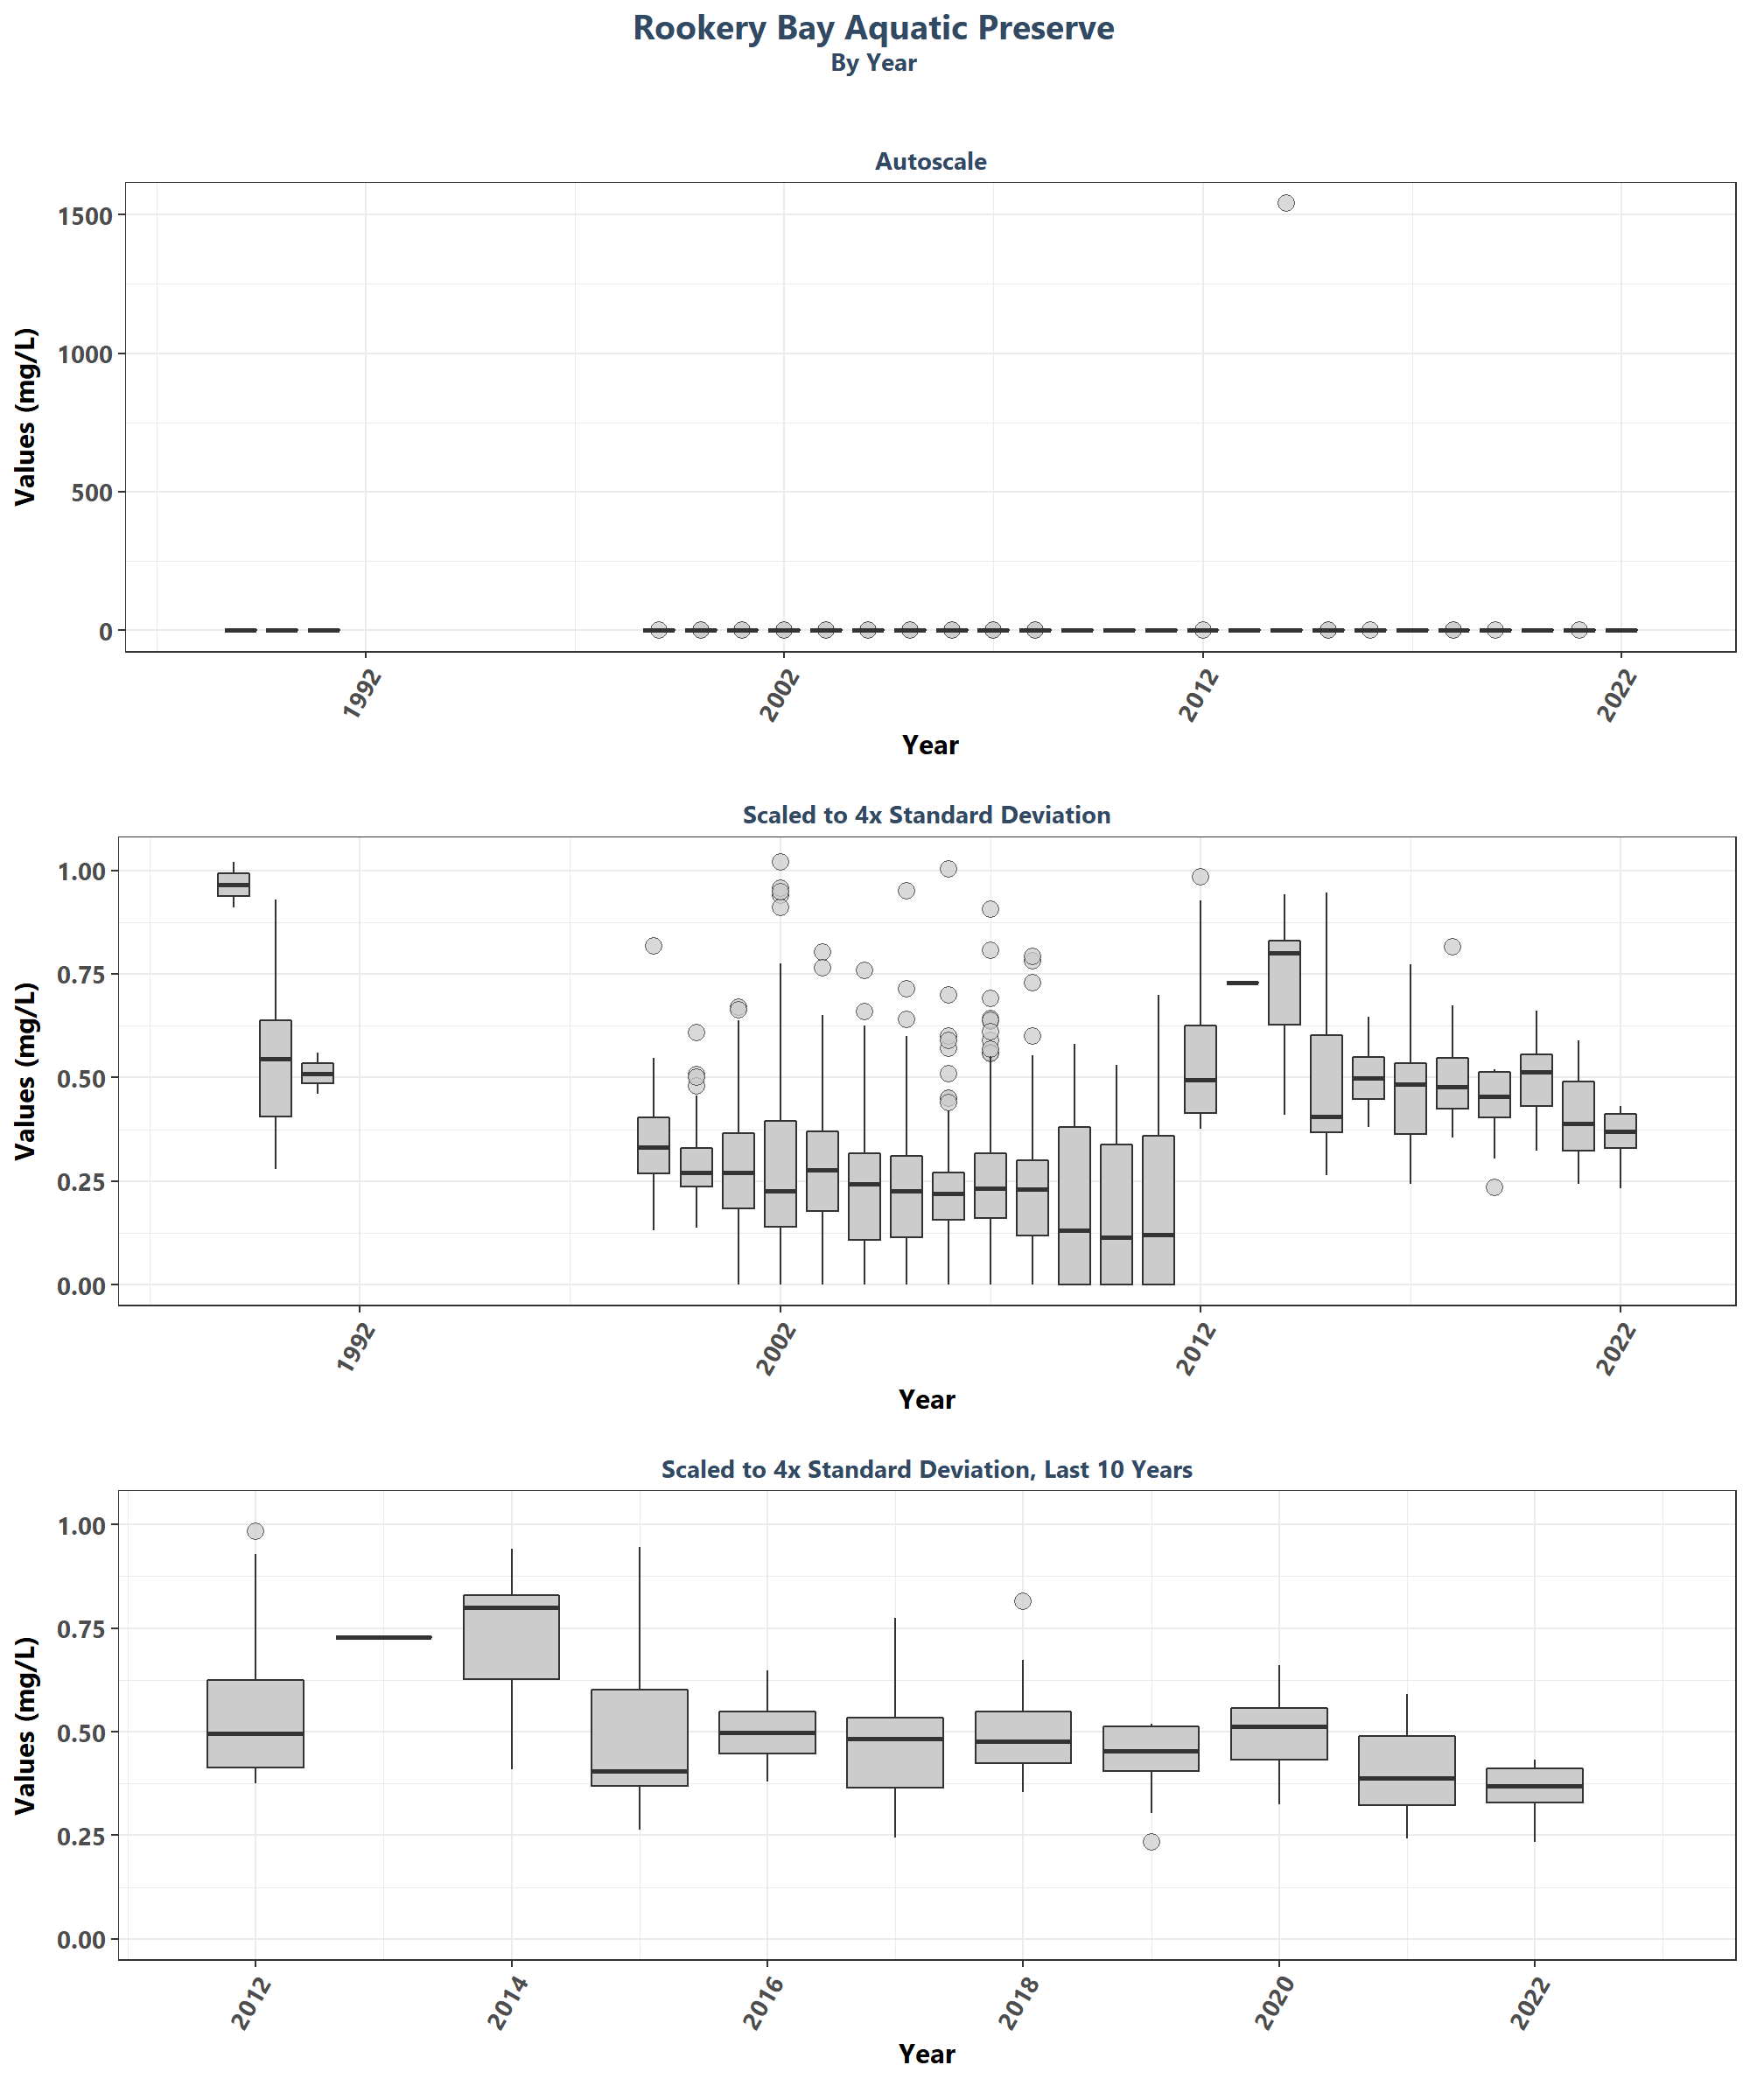 Rookery Bay Aquatic Preserve
By Year
Autoscale
Values (mg/L)
1500
1000
500
0
1992
2002
2012
2022
Year
Scaled to 4x Standard Deviation
Values (mg/L)
1.00
0.75
0.50
0.25
0.00
1992
2002
2012
2022
Year
Scaled to 4x Standard Deviation, Last 10 Years
Values (mg/L)
1.00
0.75
0.50
0.25
0.00
2012
2014
2016
2018
2020
2022
Year